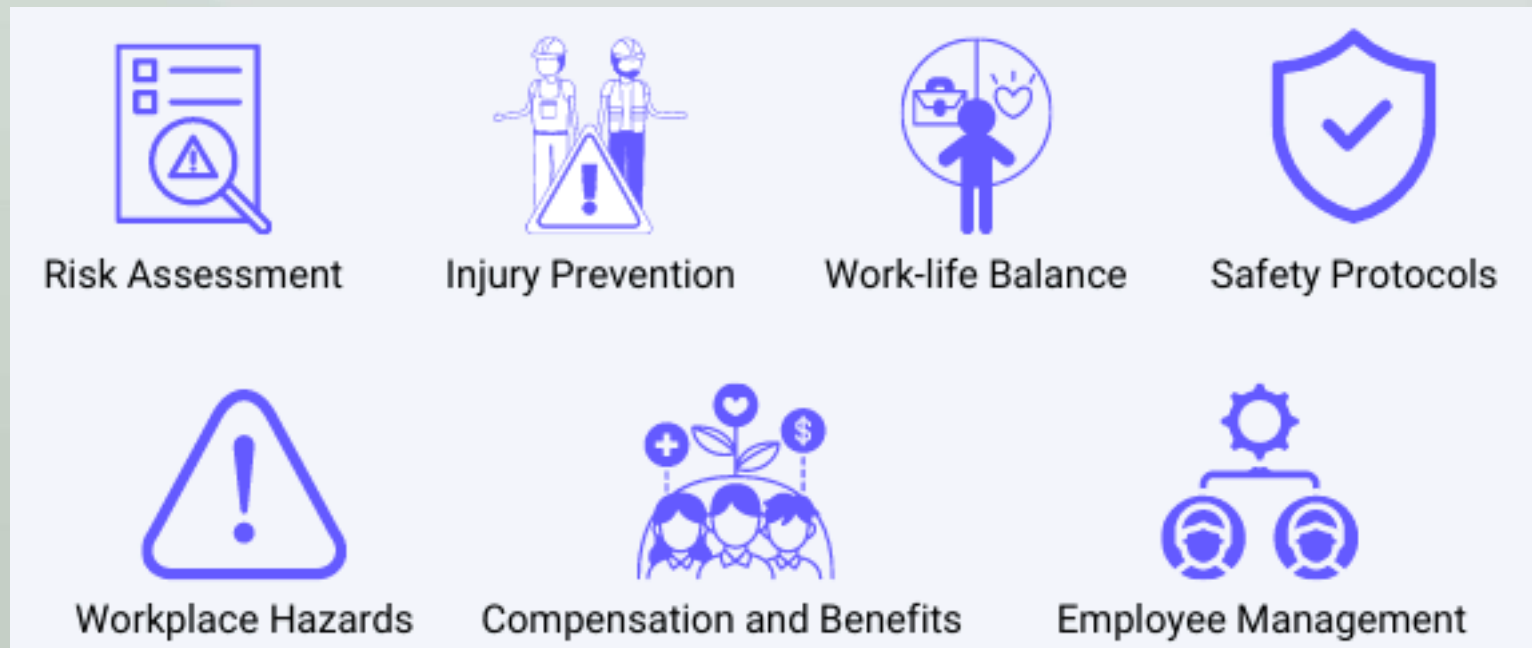 Risk Assessment
Injury Prevention
Work-life Balance
Safety Protocols
Workplace Hazards
Compensation and Benefits
Employee Management